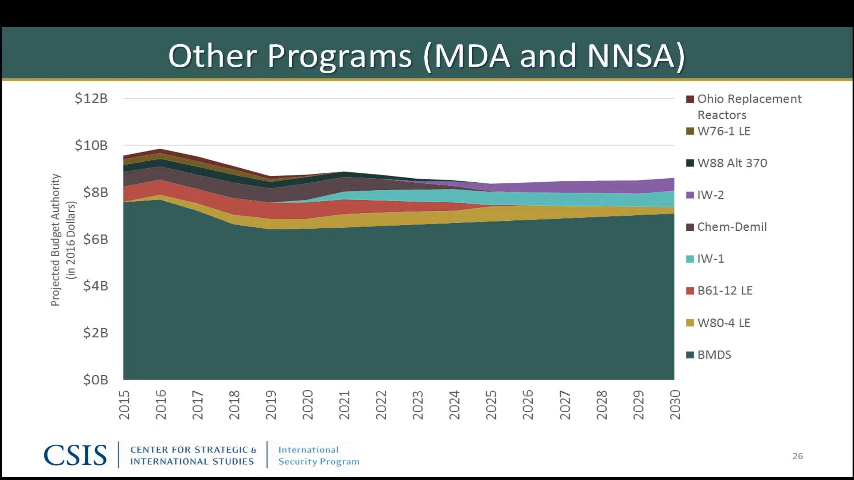 Other Programs (MDA and NNSA)
$12B
$10B
$8B
$6B
$4B
$2B
$0B
Projected Budget Authority
(in 2016 Dollars)
2015
2016
2017
2018
2019
2020
2021
2022
2023
2024
2025
2026
2027
2028
2029
2030
Ohio Replacement
Reactors
W76-1 LE
W88 Alt 370
IW-2
Chem-Demil
IW-1
B61-12 LE
W80-4 LE
BMDS
CSIS
CENTER FOR STRATEGIC &
INTERNATIONAL STUDIES
International
Security Program
26